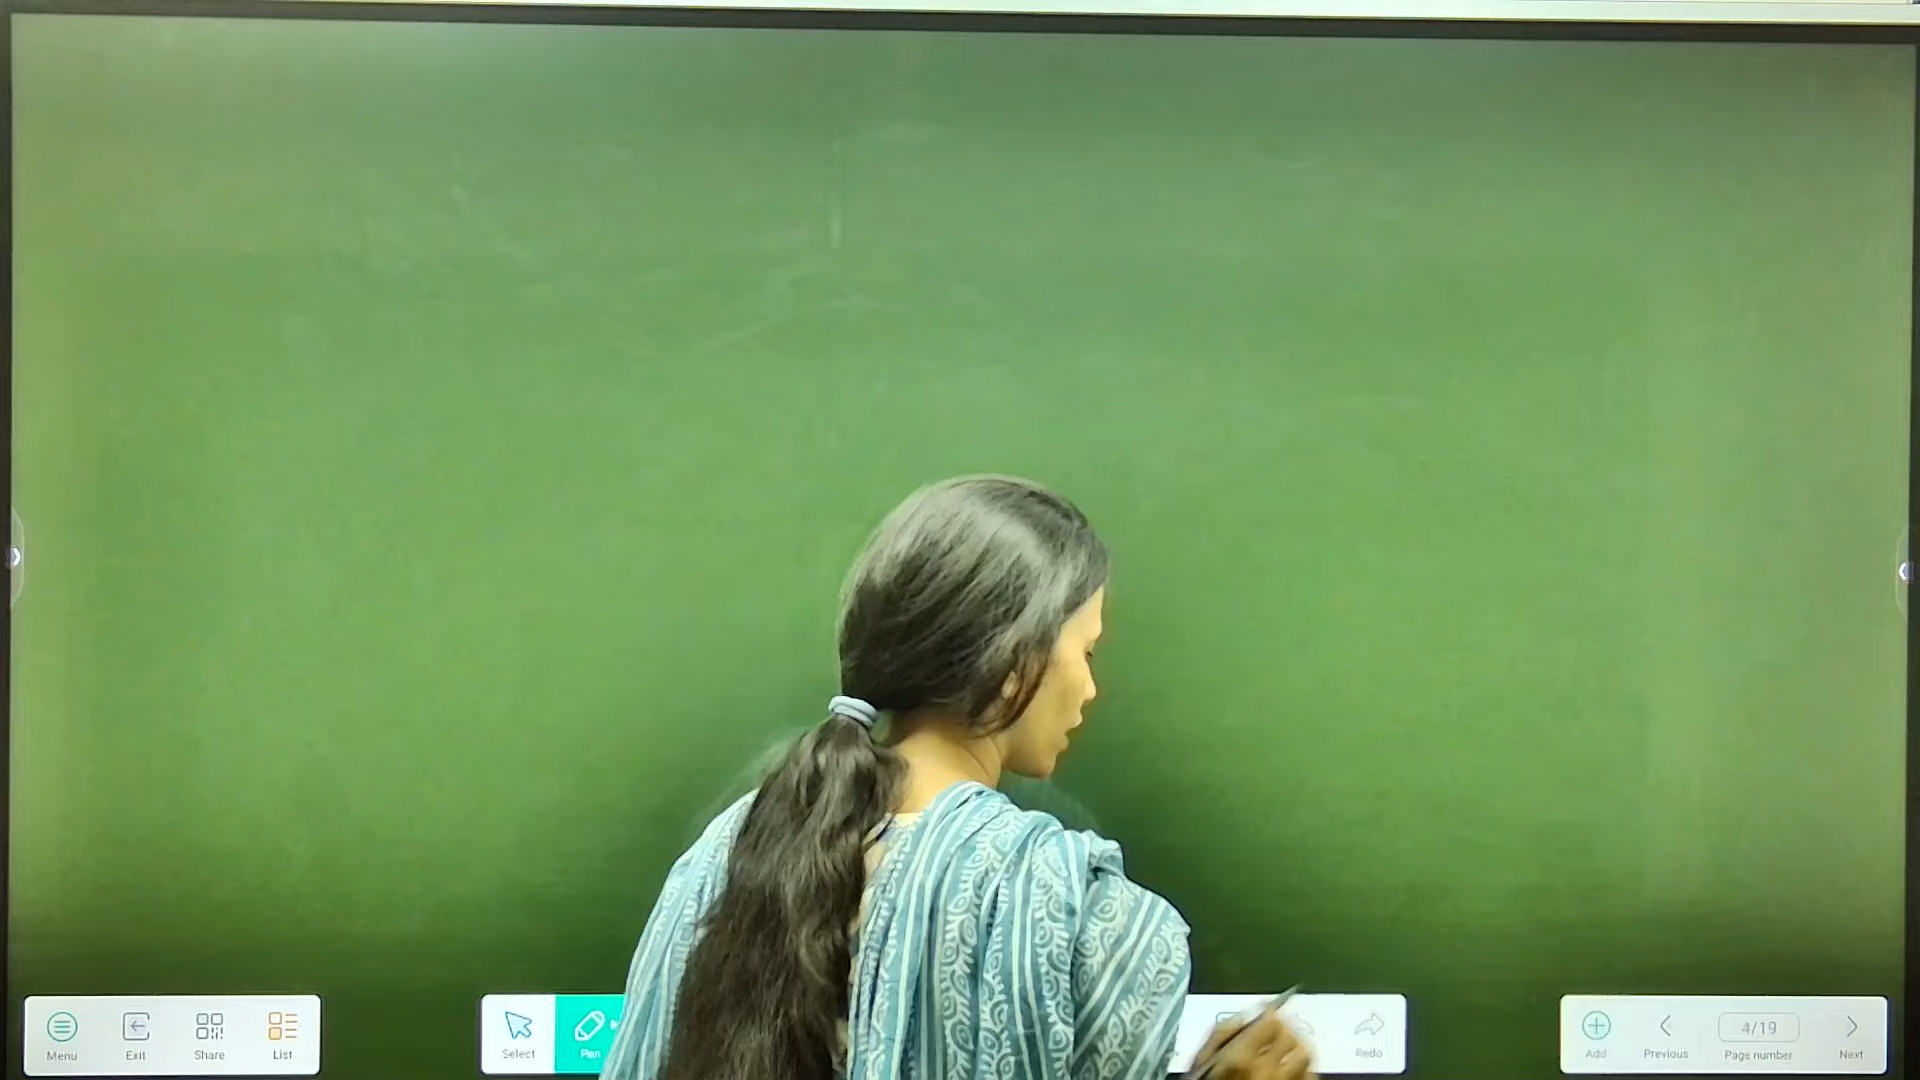 Menu
Exit
Share
List
Select
Pen
Redo
Add
Previous
4/19
Page number
Next